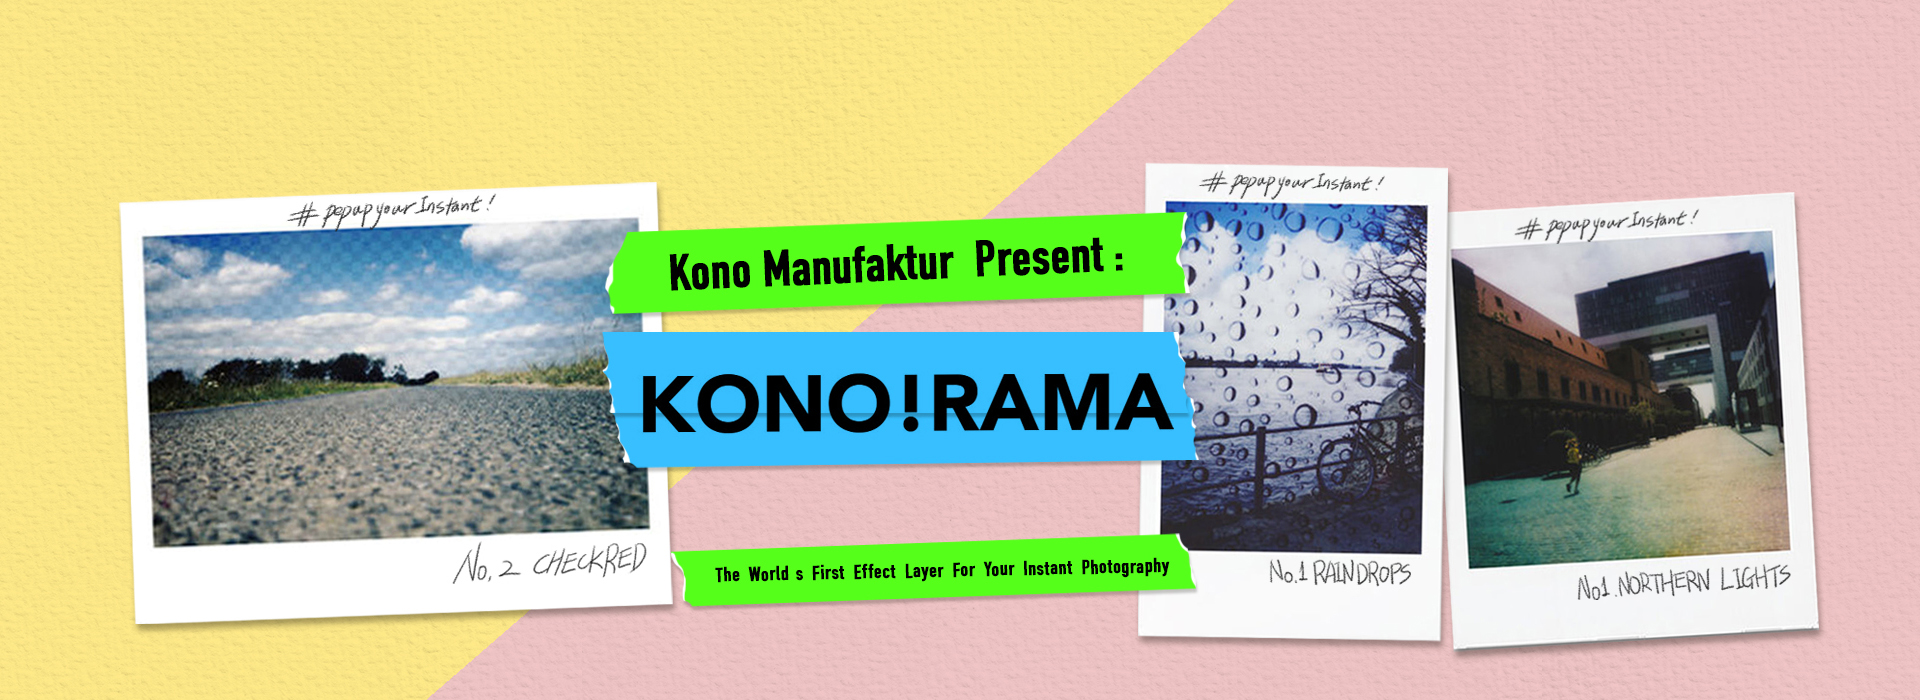 # popupyourInstant!
No. 2 CHECKRED
Kono Manufaktur Present :
KONO!RAMA
The World s First Effect Layer For Your Instant Photography
# popupyourInstant!
No.1 RAINDROPS
# popupyourInstant!
No1. NORTHERN LIGHTS